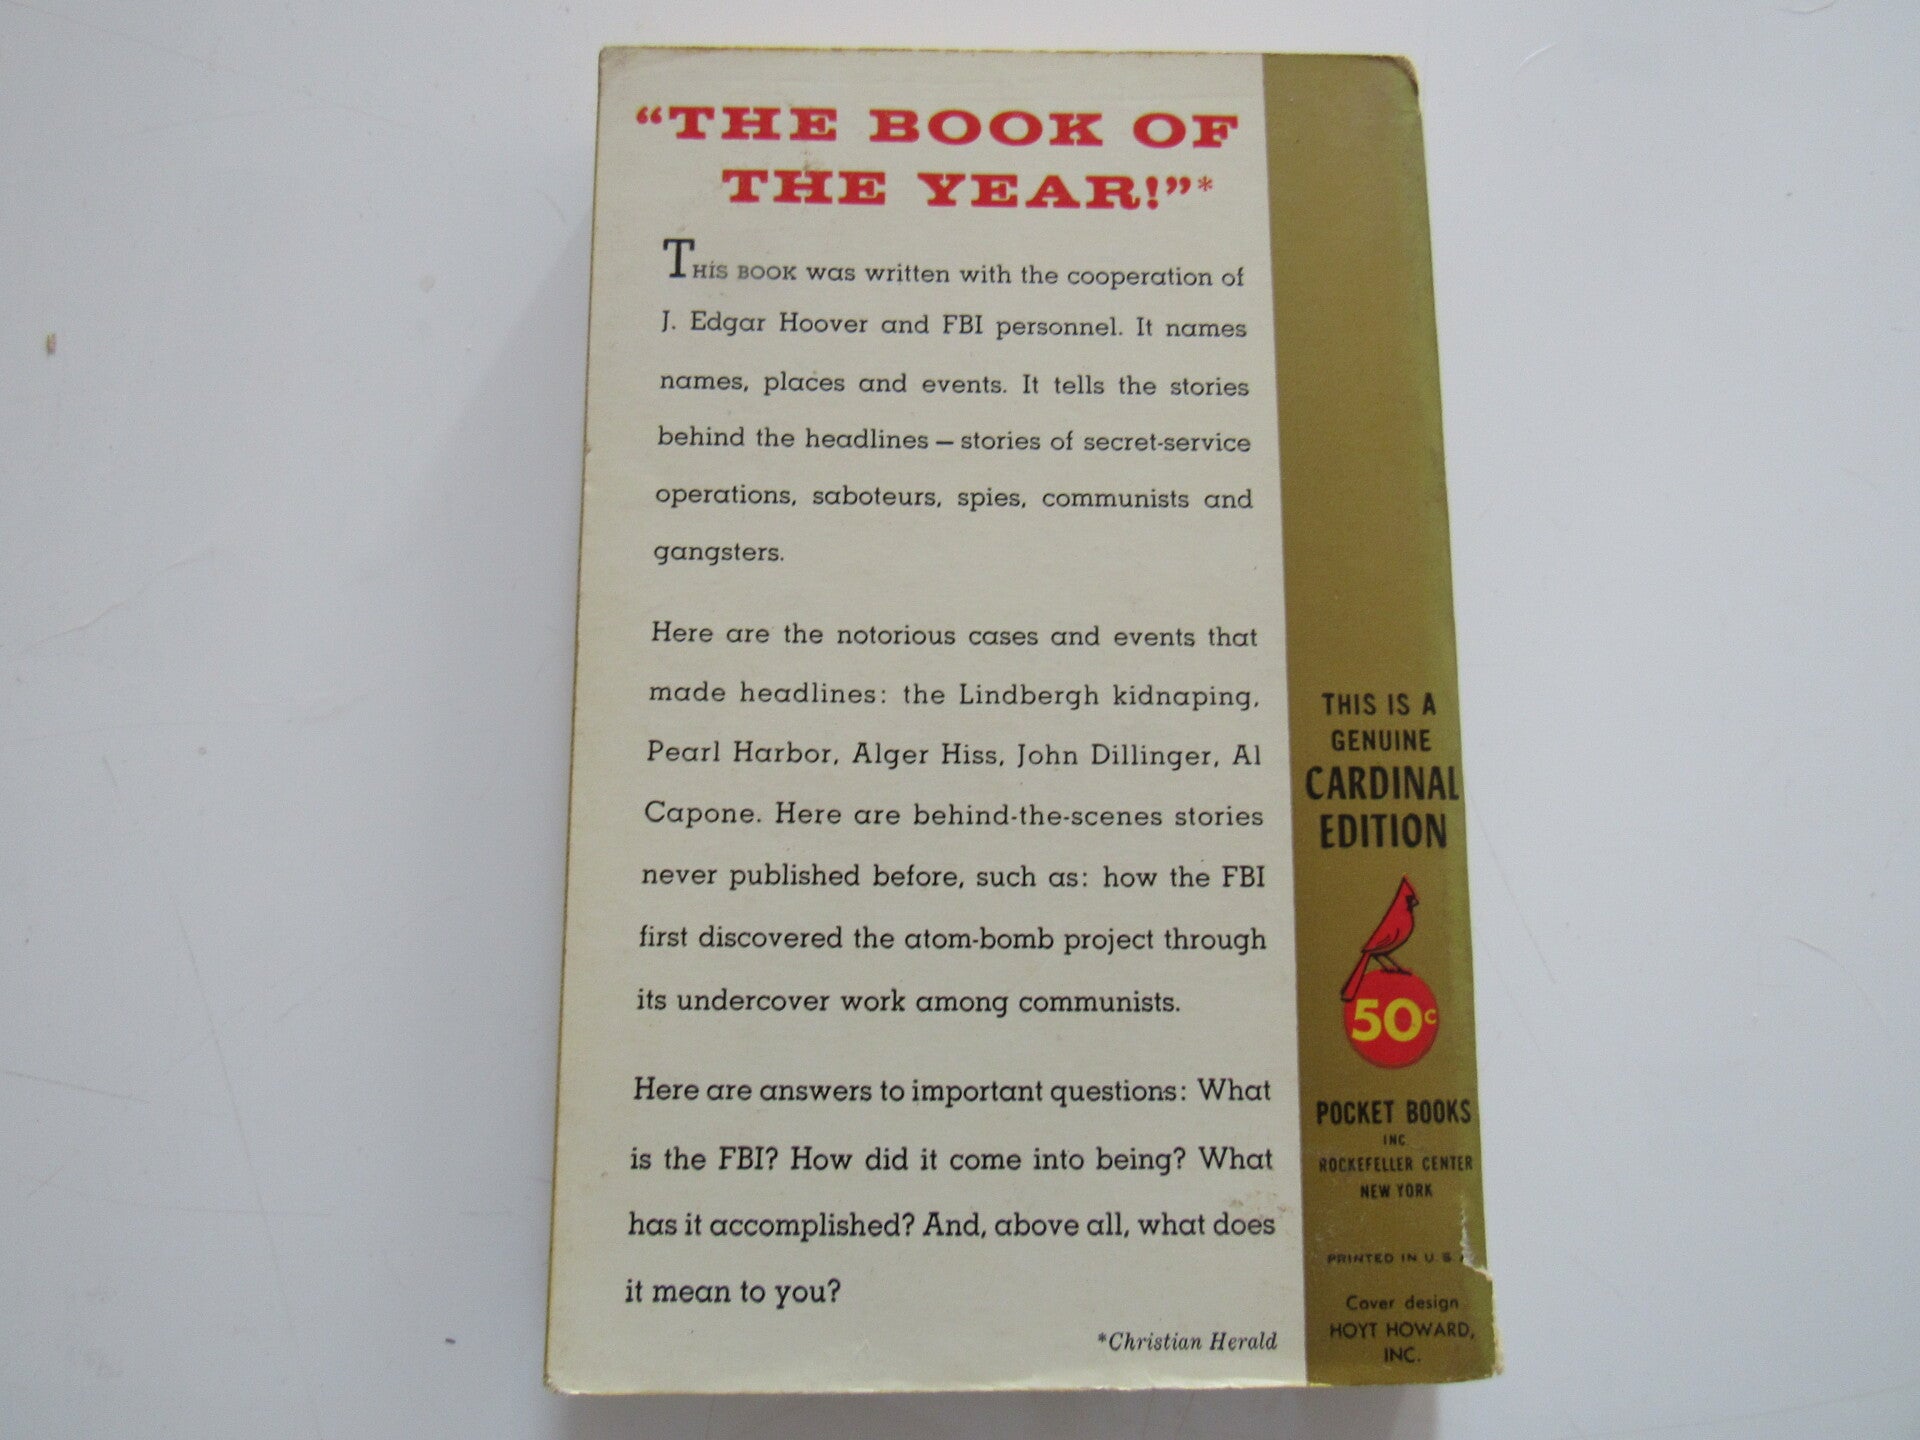 “THE BOOK OF
THE YEAR!”*
THIS BOOK was written with the cooperation of
J. Edgar Hoover and FBI personnel. It names
names, places and events. It tells the stories
behind the headlines — stories of secret-service
operations, saboteurs, spies, communists and
gangsters.
Here are the notorious cases and events that
made headlines: the Lindbergh kidnaping,
Pearl Harbor, Alger Hiss, John Dillinger, Al
Capone. Here are behind-the-scenes stories
never published before, such as: how the FBI
first discovered the atom-bomb project through
its undercover work among communists.
Here are answers to important questions: What
is the FBI? How did it come into being? What
has it accomplished? And, above all, what does
it mean to you?
*Christian Herald
THIS IS A
GENUINE
CARDINAL
EDITION
50c
POCKET BOOKS
INC
ROCKEFELLER CENTER
NEW YORK
PRINTED IN U. S.
Cover design
HOYT HOWARD,
INC.